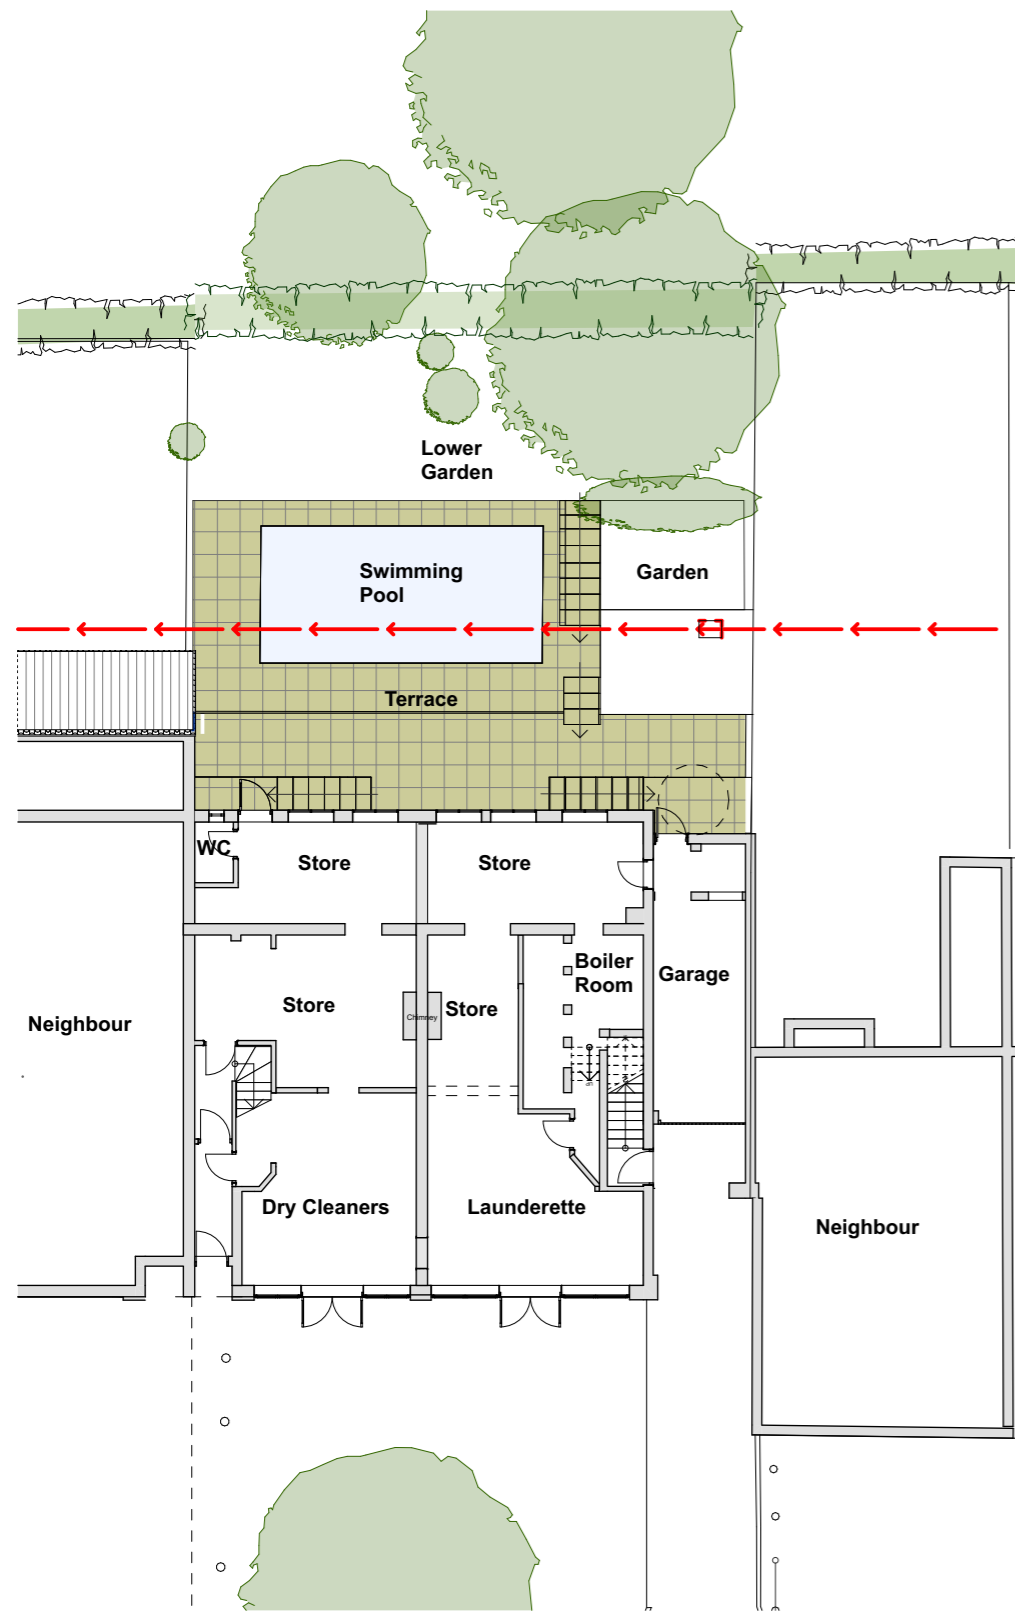 Lower
Garden
Swimming
Pool
Garden
Terrace
WC
Store
Store
Boiler
Room
Garage
Store
Store
Chimney
Neighbour
Dry Cleaners
Launderette
Neighbour